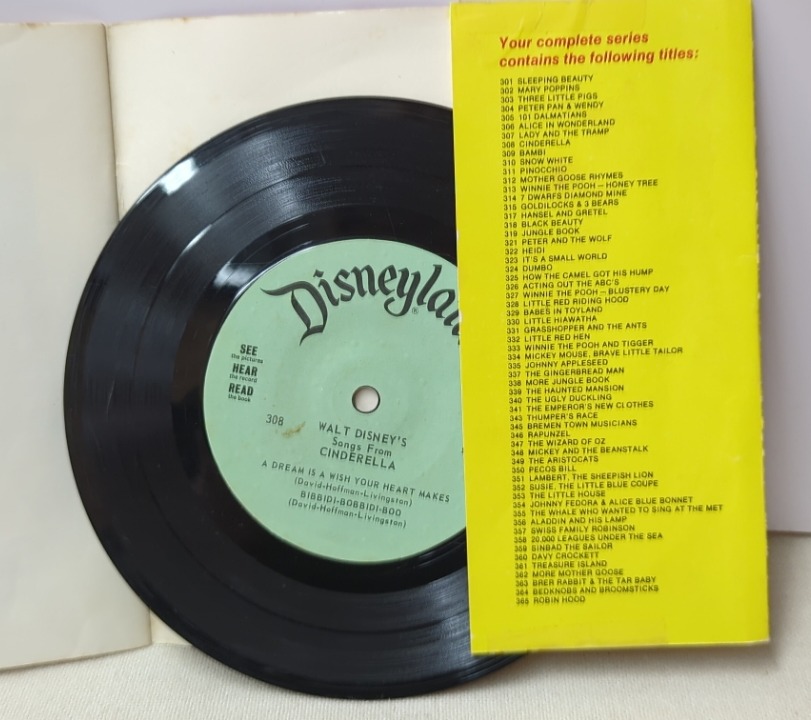 Disneyla
®
SEE
the pictures
HEAR
the record
READ
the book
308
WALT DISNEY'S
Songs From
CINDERELLA
A DREAM IS A WISH YOUR HEART MAKES
(David-Hoffman-Livingston)
BIBBIDI-BOBBIDI-BOO
(David-Hoffman-Livingston)
Your complete series
contains the following titles:
301 SLEEPING BEAUTY
302 MARY POPPINS
303 THREE LITTLE PIGS
304 PETER PAN & WENDY
305 101 DALMATIANS
306 ALICE IN WONDERLAND
307 LADY AND THE TRAMP
308 CINDERELLA
309 BAMBI
310 SNOW WHITE
311 PINOCCHIO
312 MOTHER GOOSE RHYMES
313 WINNIE THE POOH – HONEY TREE
314 7 DWARFS DIAMOND MINE
315 GOLDILOCKS & 3 BEARS
317 HANSEL AND GRETEL
318 BLACK BEAUTY
319 JUNGLE BOOK
321 PETER AND THE WOLF
322 HEIDI
323 IT'S A SMALL WORLD
324 DUMBO
325 HOW THE CAMEL GOT HIS HUMP
326 ACTING OUT THE ABC'S
327 WINNIE THE POOH – BLUSTERY DAY
328 LITTLE RED RIDING HOOD
329 BABES IN TOYLAND
330 LITTLE HIAWATHA
331 GRASSHOPPER AND THE ANTS
332 LITTLE RED HEN
333 WINNIE THE POOH AND TIGGER
334 MICKEY MOUSE, BRAVE LITTLE TAILOR
335 JOHNNY APPLESEED
337 THE GINGERBREAD MAN
338 MORE JUNGLE BOOK
339 THE HAUNTED MANSION
340 THE UGLY DUCKLING
341 THE EMPEROR'S NEW CLOTHES
343 THUMPER'S RACE
345 BREMEN TOWN MUSICIANS
346 RAPUNZEL
347 THE WIZARD OF OZ
348 MICKEY AND THE BEANSTALK
349 THE ARISTOCATS
350 PECOS BILL
351 LAMBERT, THE SHEEPISH LION
352 SUSIE, THE LITTLE BLUE COUPE
353 THE LITTLE HOUSE
354 JOHNNY FEDORA & ALICE BLUE BONNET
355 THE WHALE WHO WANTED TO SING AT THE MET
356 ALADDIN AND HIS LAMP
357 SWISS FAMILY ROBINSON
358 20,000 LEAGUES UNDER THE SEA
359 SINBAD THE SAILOR
360 DAVY CROCKETT
361 TREASURE ISLAND
362 MORE MOTHER GOOSE
363 BRER RABBIT & THE TAR BABY
364 BEDKNOBS AND BROOMSTICKS
365 ROBIN HOOD